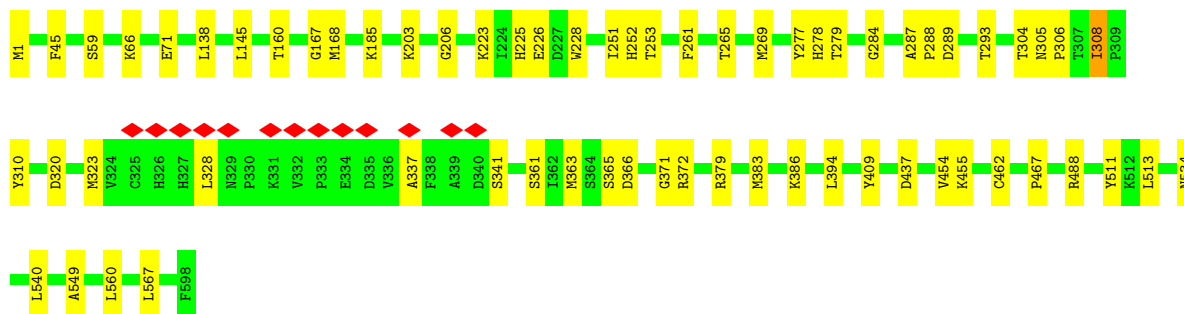 M1 F45 S59 K66 E71 L138 L145 T160 G167 M168 K185 K203 G206 K223 I224 H225 E226 D227 W228 I251 H252 T253 F261 T265 M269 Y277 H278 T279 G284 A287 P288 D289 T293 T304 N305 P306 T307 I308 P309
Y310 D320 M323 V324 C325 H326 H327 L328 N329 P330 K331 V332 P333 E334 D335 V336 A337 F338 A339 D340 S341 S361 I362 M363 S364 S365 D366 G371 R372 R379 M383 K386 L394 Y409 D437 V454 K455 C462 P467 R488 Y511 K512 L513
L540 A549 L560 L567 F598